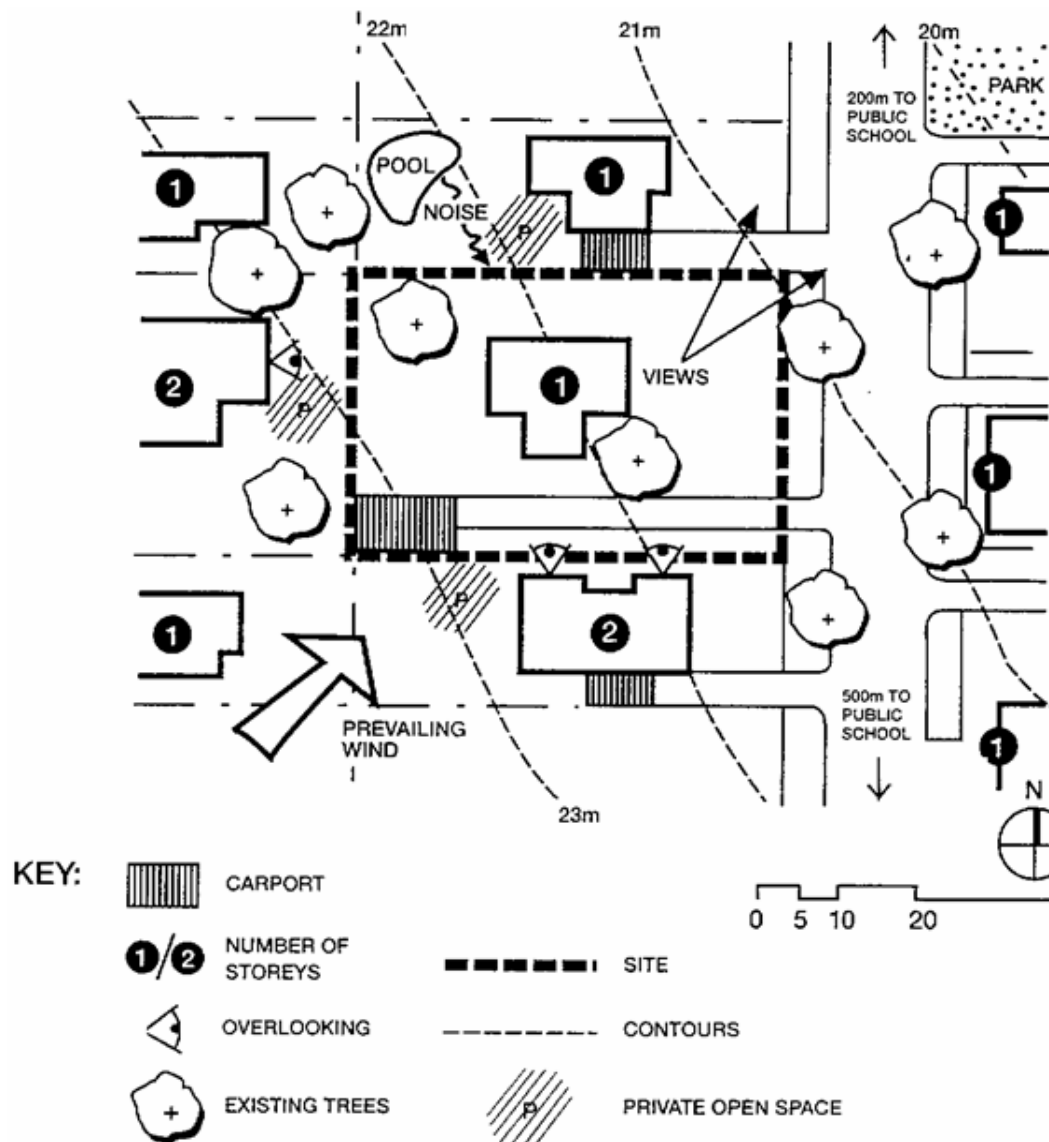 22m
21m
20m
PARK
200m TO
PUBLIC
SCHOOL
1
POOL
1
NOISE
P
1
2
P
1
VIEWS
1
P
2
1
PREVAILING
WIND
500m TO
PUBLIC
SCHOOL
1
23m
N
KEY:
CARPORT
0 5 10 20
1/2
NUMBER OF
STOREYS
SITE
OVERLOOKING
CONTOURS
EXISTING TREES
P
PRIVATE OPEN SPACE